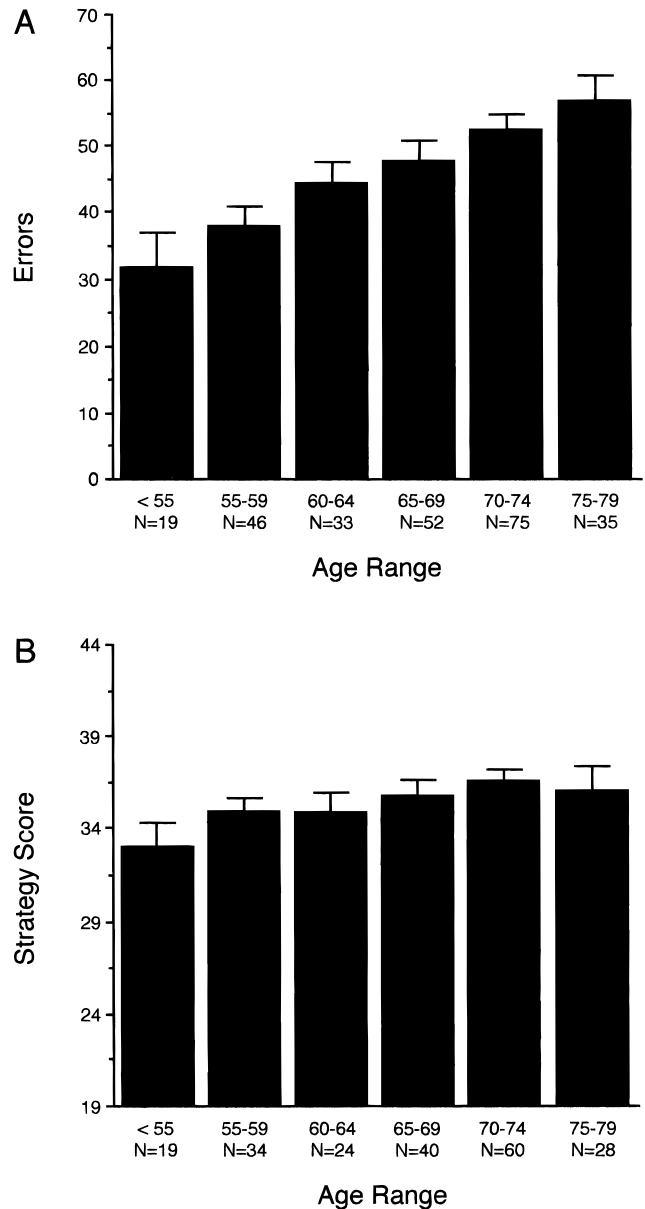 A
70
60
50
40
30
20
10
0
Errors
< 55 55-59 60-64 65-69 70-74 75-79
N=19 N=46 N=33 N=52 N=75 N=35
Age Range
B
44
39
34
29
24
19
Strategy Score
< 55 55-59 60-64 65-69 70-74 75-79
N=19 N=34 N=24 N=40 N=60 N=28
Age Range